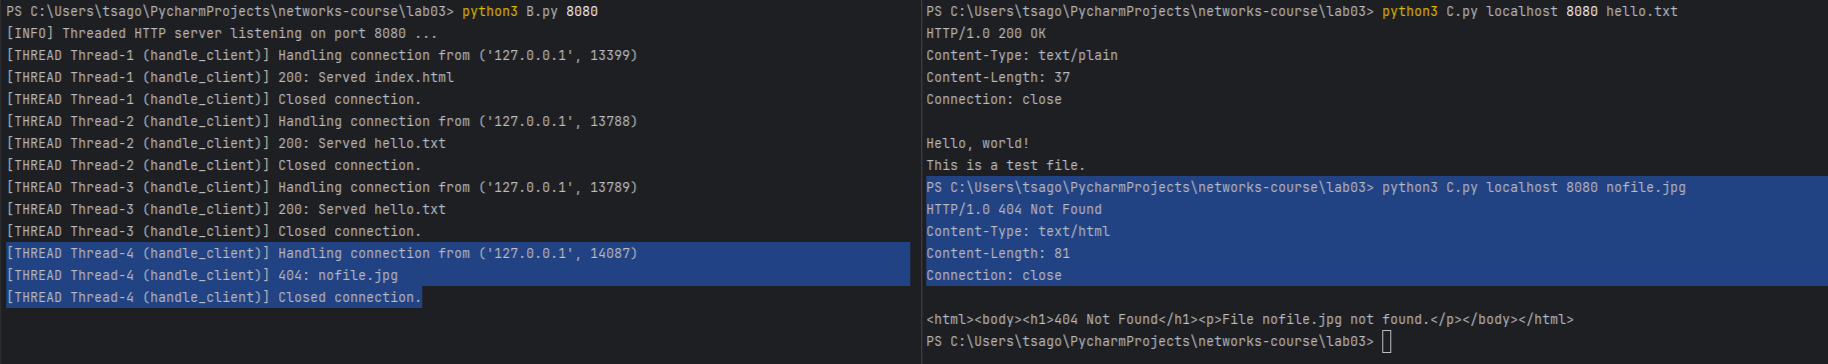 PS C:\Users\tsago\PycharmProjects\networks-course\lab03> python3 B.py 8080
[INFO] Threaded HTTP server listening on port 8080 ...
[THREAD Thread-1 (handle_client)] Handling connection from ('127.0.0.1', 13399)
[THREAD Thread-1 (handle_client)] 200: Served index.html
[THREAD Thread-1 (handle_client)] Closed connection.
[THREAD Thread-2 (handle_client)] Handling connection from ('127.0.0.1', 13788)
[THREAD Thread-2 (handle_client)] 200: Served hello.txt
[THREAD Thread-2 (handle_client)] Closed connection.
[THREAD Thread-3 (handle_client)] Handling connection from ('127.0.0.1', 13789)
[THREAD Thread-3 (handle_client)] 200: Served hello.txt
[THREAD Thread-3 (handle_client)] Closed connection.
[THREAD Thread-4 (handle_client)] Handling connection from ('127.0.0.1', 14087)
[THREAD Thread-4 (handle_client)] 404: nofile.jpg
[THREAD Thread-4 (handle_client)] Closed connection.
PS C:\Users\tsago\PycharmProjects\networks-course\lab03> python3 C.py localhost 8080 hello.txt
HTTP/1.0 200 OK
Content-Type: text/plain
Content-Length: 37
Connection: close
Hello, world!
This is a test file.
PS C:\Users\tsago\PycharmProjects\networks-course\lab03> python3 C.py localhost 8080 nofile.jpg
HTTP/1.0 404 Not Found
Content-Type: text/html
Content-Length: 81
Connection: close
<html><body><h1>404 Not Found</h1><p>File nofile.jpg not found.</p></body></html>
PS C:\Users\tsago\PycharmProjects\networks-course\lab03>